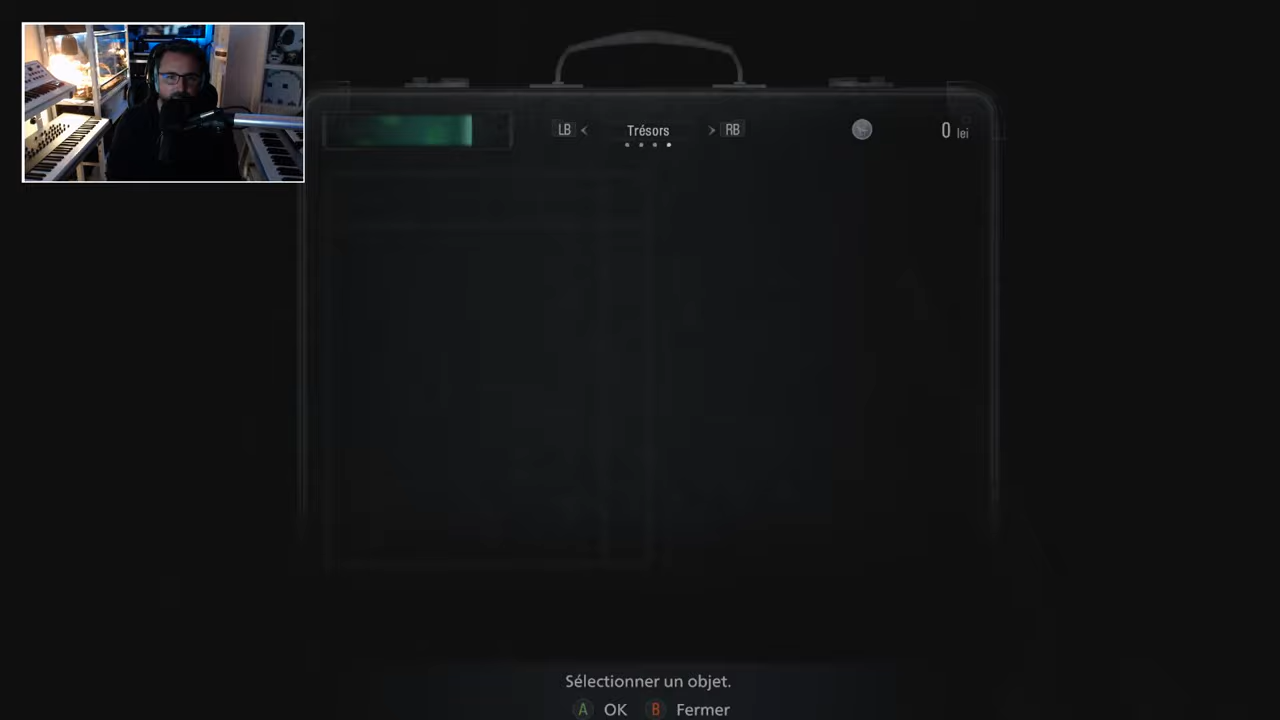 LB < Trésors > RB 0 lei
Sélectionner un objet.
A OK B Fermer